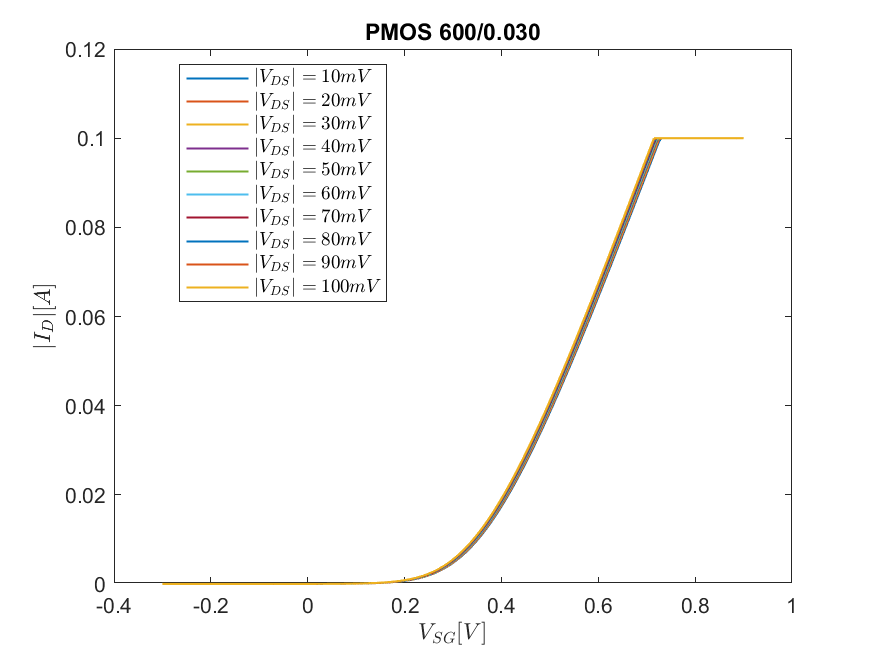 PMOS 600/0.030
0.12
0.1
0.08
0.06
0.04
0.02
0
|I_D|[A]
|V_DS| = 10mV
|V_DS| = 20mV
|V_DS| = 30mV
|V_DS| = 40mV
|V_DS| = 50mV
|V_DS| = 60mV
|V_DS| = 70mV
|V_DS| = 80mV
|V_DS| = 90mV
|V_DS| = 100mV
-0.4 -0.2 0 0.2 0.4 0.6 0.8 1
V_SG[V]